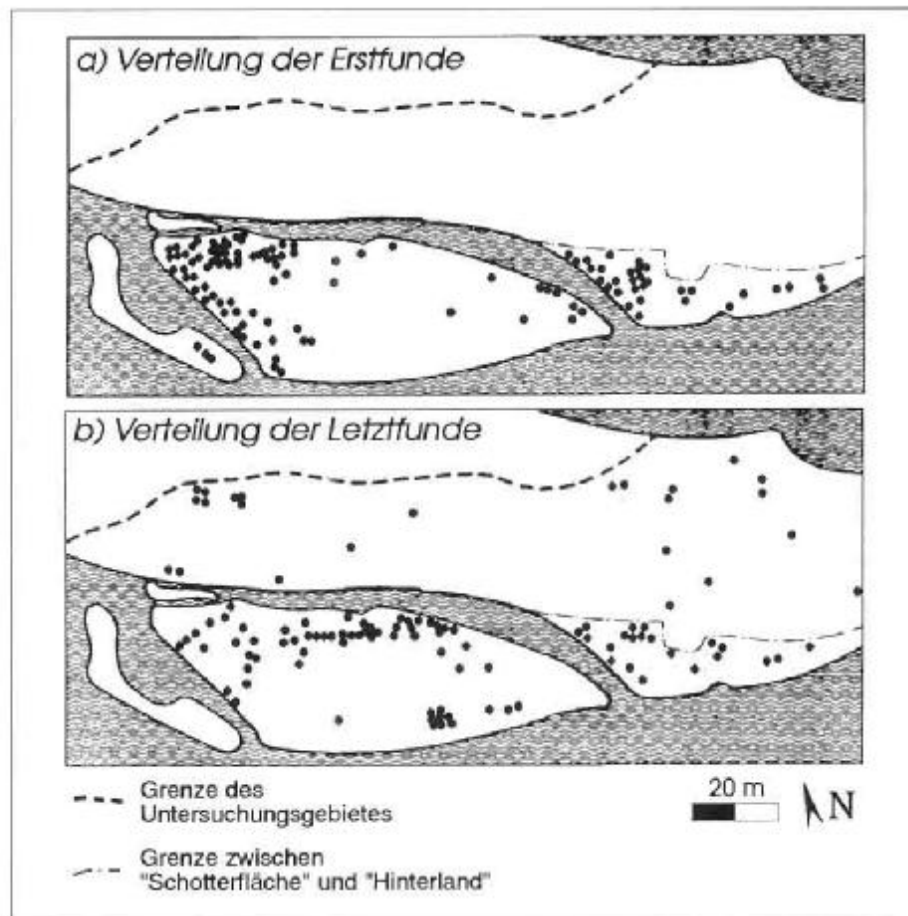 a) Verteilung der Erstfunde
b) Verteilung der Letztfunde
Grenze des
Untersuchungsgebietes
20 m
N
Grenze zwischen
"Schotterfläche" und "Hinterland"